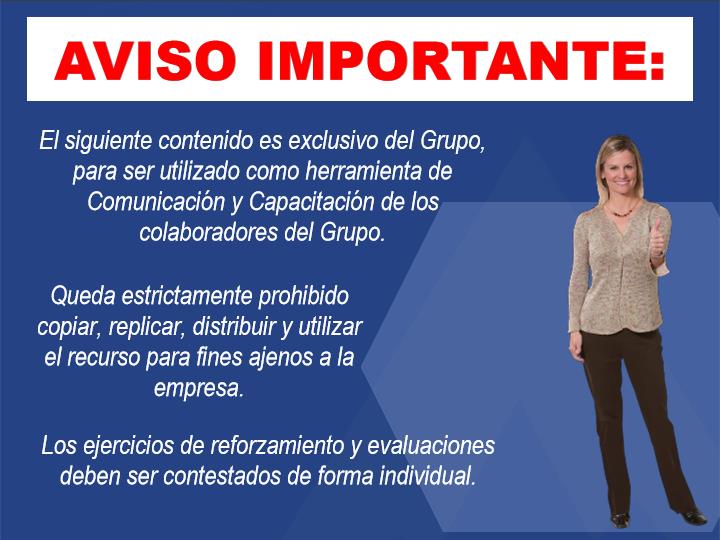 AVISO IMPORTANTE:
El siguiente contenido es exclusivo del Grupo,
para ser utilizado como herramienta de
Comunicación y Capacitación de los
colaboradores del Grupo.
Queda estrictamente prohibido
copiar, replicar, distribuir y utilizar
el recurso para fines ajenos a la
empresa.
Los ejercicios de reforzamiento y evaluaciones
deben ser contestados de forma individual.